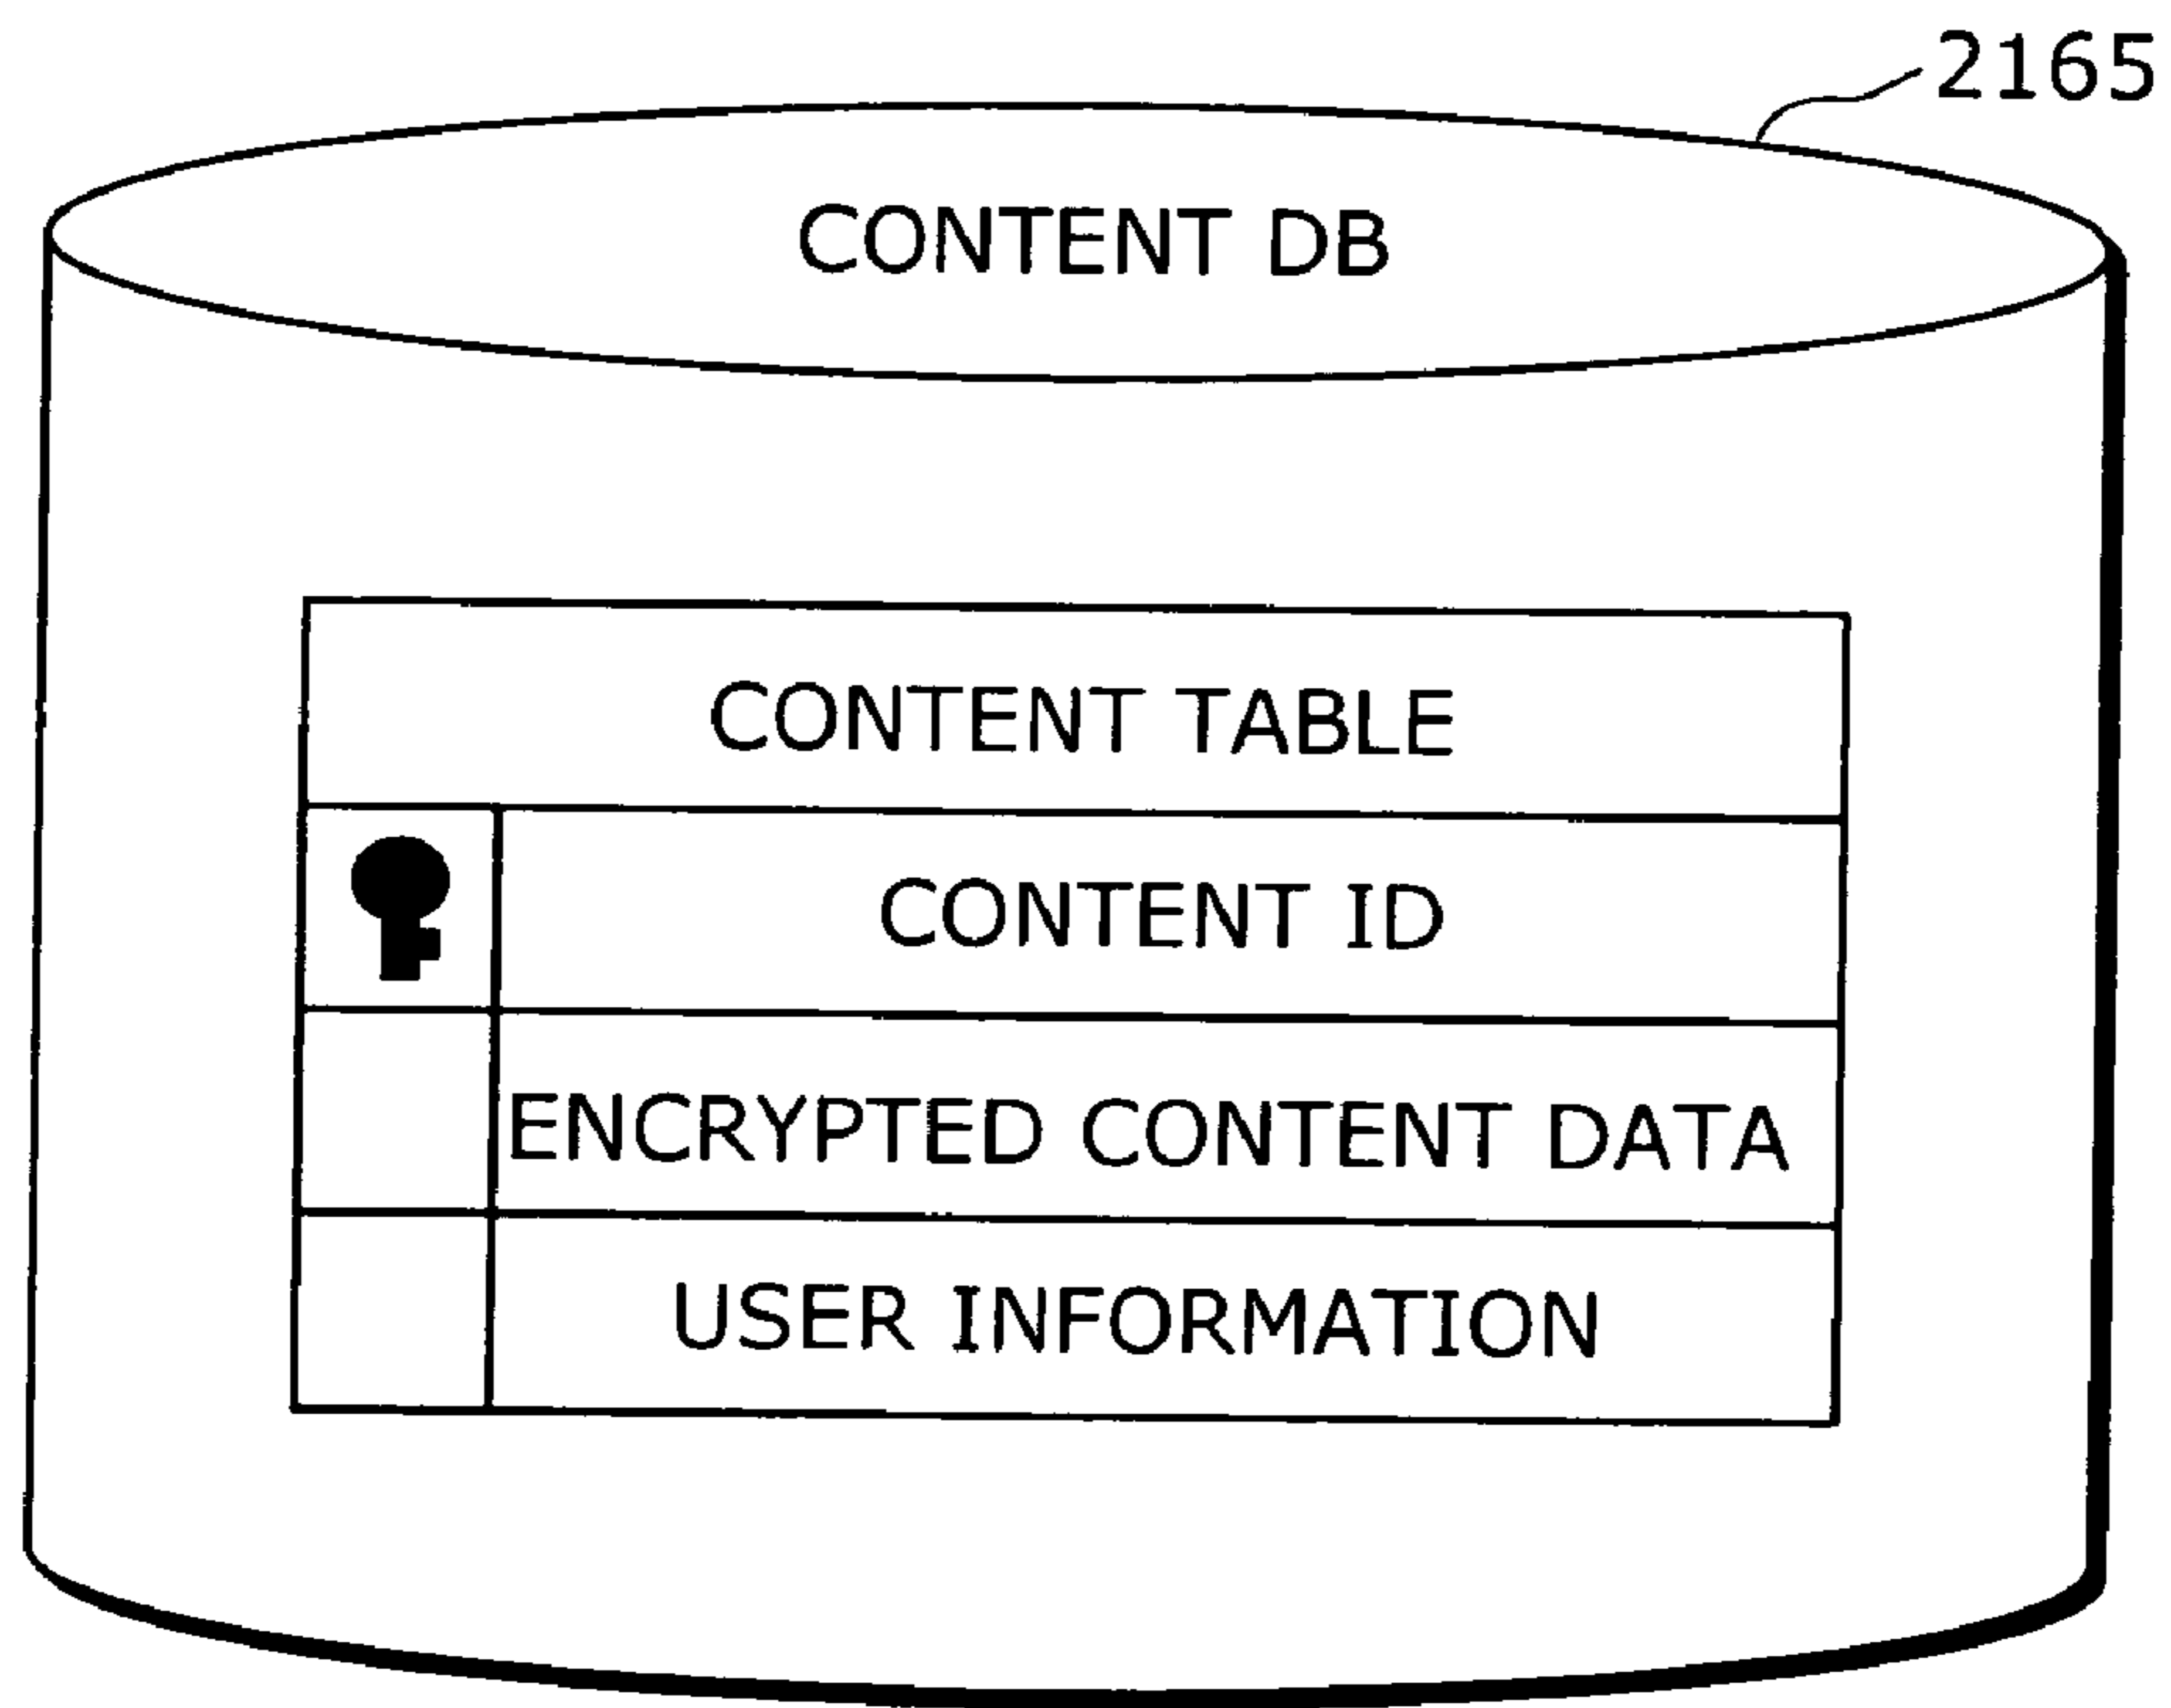 2165
CONTENT DB
CONTENT TABLE
CONTENT ID
ENCRYPTED CONTENT DATA
USER INFORMATION